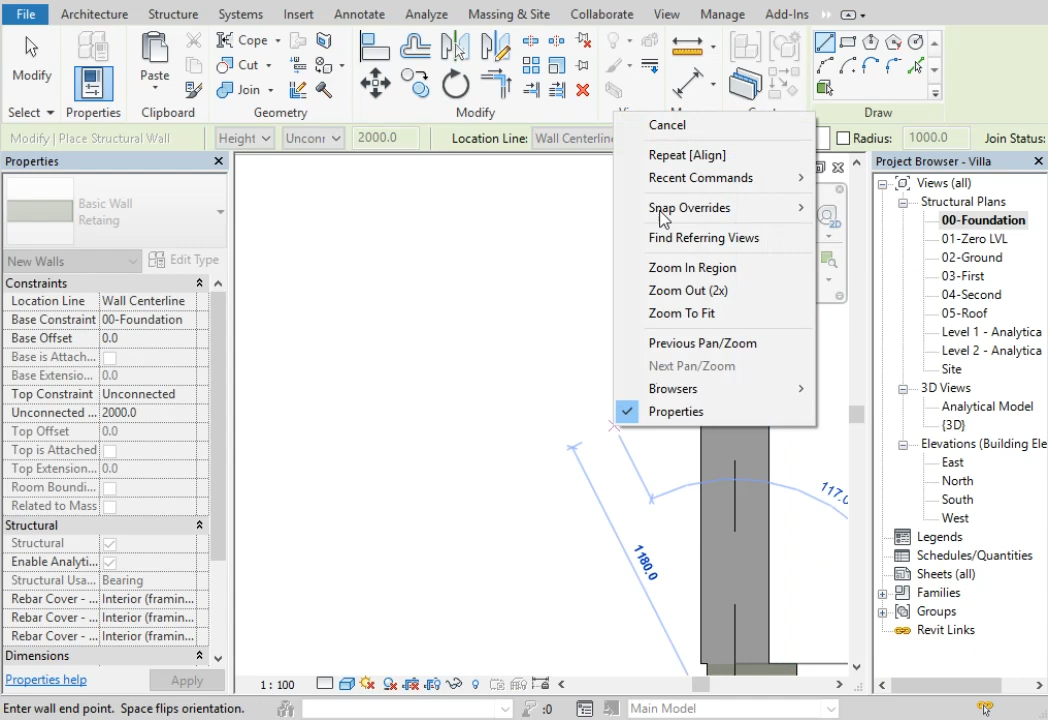 File Architecture Structure Systems Insert Annotate Analyze Massing & Site Collaborate View Manage Add-Ins
Modify
Paste
Cope
Cut
Join
Select Properties Clipboard Geometry Modify Draw
Modify | Place Structural Wall Height Uncon 2000.0 Location Line: Wall Centerline Radius: 1000.0 Join Status:
Properties
Basic Wall
Retaing
New Walls Edit Type
Constraints
Location Line Wall Centerline
Base Constraint 00-Foundation
Base Offset 0.0
Base is Attach...
Base Extensio... 0.0
Top Constraint Unconnected
Unconnected ... 2000.0
Top Offset 0.0
Top is Attached
Top Extension... 0.0
Room Boundi...
Related to Mass
Structural
Structural
Enable Analyti...
Structural Usa... Bearing
Rebar Cover - ... Interior (framin...
Rebar Cover - ... Interior (framin...
Rebar Cover - ... Interior (framin...
Dimensions
Properties help Apply
Cancel
Repeat [Align]
Recent Commands
Snap Overrides
Find Referring Views
Zoom In Region
Zoom Out (2x)
Zoom To Fit
Previous Pan/Zoom
Next Pan/Zoom
Browsers
Properties
2D
117.0
1180.0
Project Browser - Villa
Views (all)
Structural Plans
00-Foundation
01-Zero LVL
02-Ground
03-First
04-Second
05-Roof
Level 1 - Analytica
Level 2 - Analytica
Site
3D Views
Analytical Model
{3D}
Elevations (Building Ele
East
North
South
West
Legends
Schedules/Quantities
Sheets (all)
Families
Groups
Revit Links
1 : 100
Enter wall end point. Space flips orientation. :0 Main Model